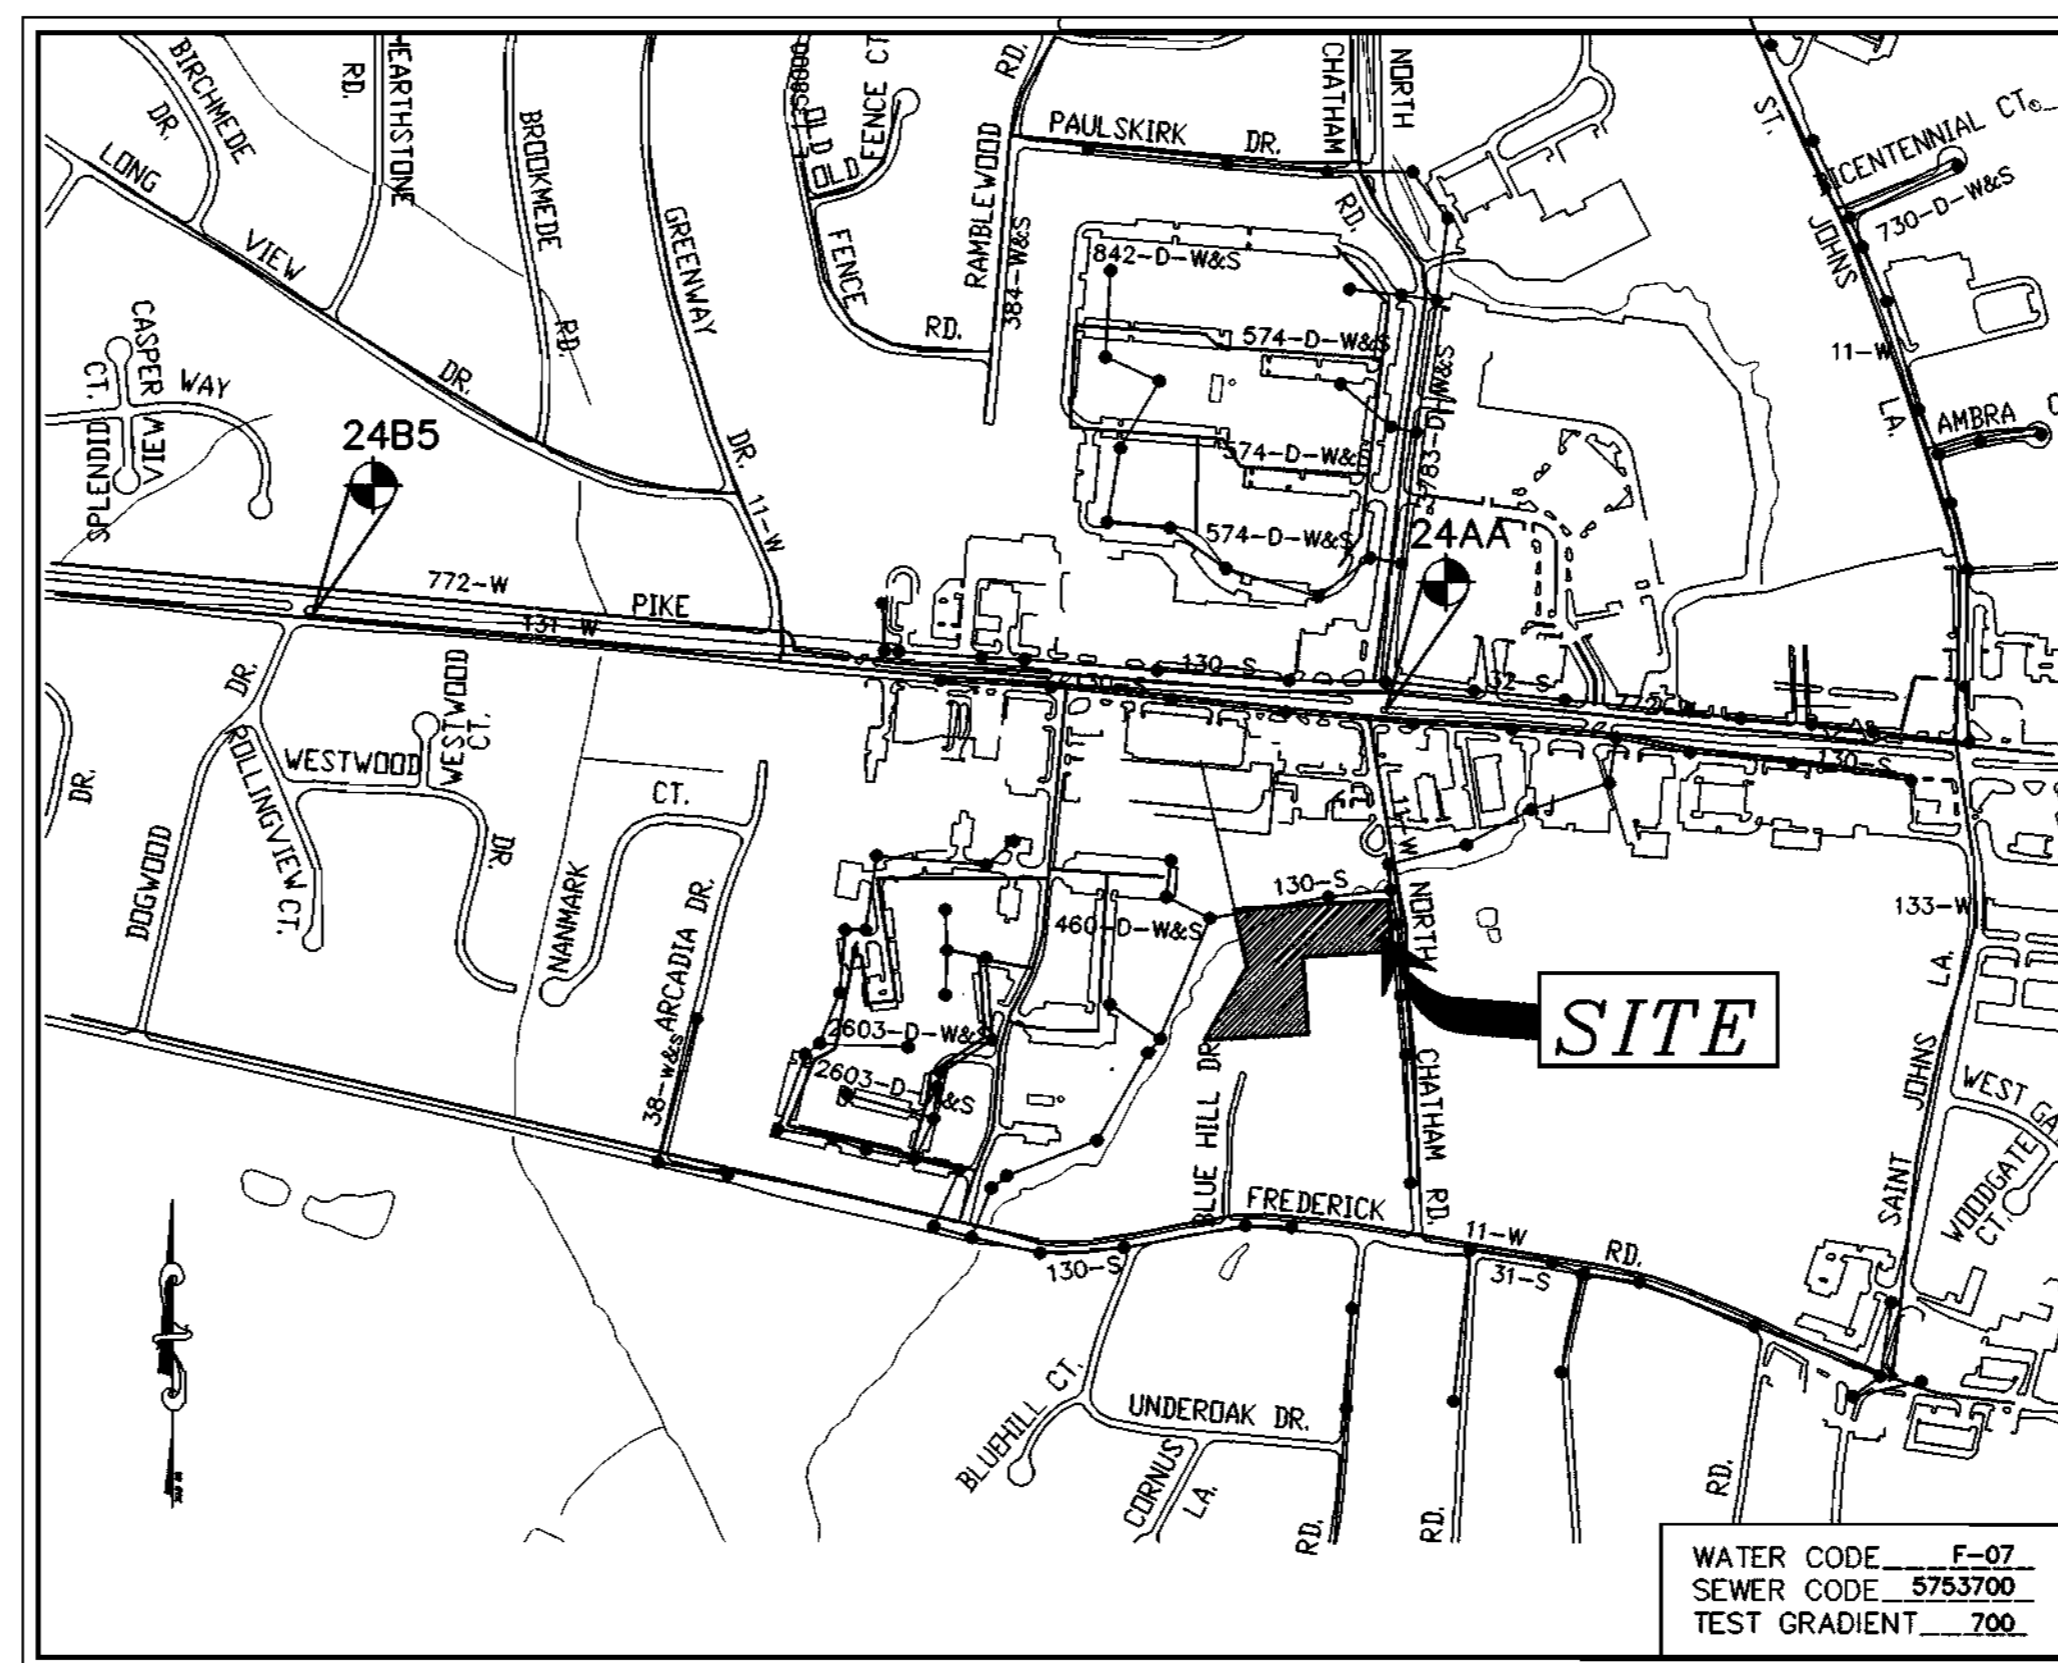 BIRCHMEDE
DR.
HEARTHSTONE
RD.
BROOKMEDE
RD.
GREENWAY
DR.
11-W
OLD
OLD
FENCE CT
FENCE
RD.
RAMBLEWOOD
RD.
384-W&S
PAULSKIRK DR.
CHATHAM
NORTH
RD.
ST.
JOHNS
LA.
BICENTENNIAL CT.
730-D-W&S
11-W
AMBRA C
LONG
VIEW
DR.
CASPER
VIEW
WAY
SPLENDID
CT.
24B5
842-D-W&S
574-D-W&S
574-D-W&S
574-D-W&S
783-D-W&S
24AA
772-W
PIKE
131-W
130-S
130-S
32-S
130-S
DR.
DR.
DOGWOOD
ROLLINGVIEW CT.
WESTWOOD
WESTWOOD
CT.
DR.
NANMARK
CT.
ARCADIA DR.
38-W&S
2603-D-W&S
2603-D-W&S
460-D-W&S
130-S
11-W
NORTH
CHATHAM RD.
SITE
133-W
SAINT JOHNS LA.
WEST GA
WOODGATE
CT.
BLUE HILL DR.
FREDERICK
RD.
11-W
31-S
130-S
BLUEHILL CT.
UNDEROAK DR.
CORNUS
LA.
RD.
RD.
RD.
WATER CODE F-07
SEWER CODE 5753700
TEST GRADIENT 700